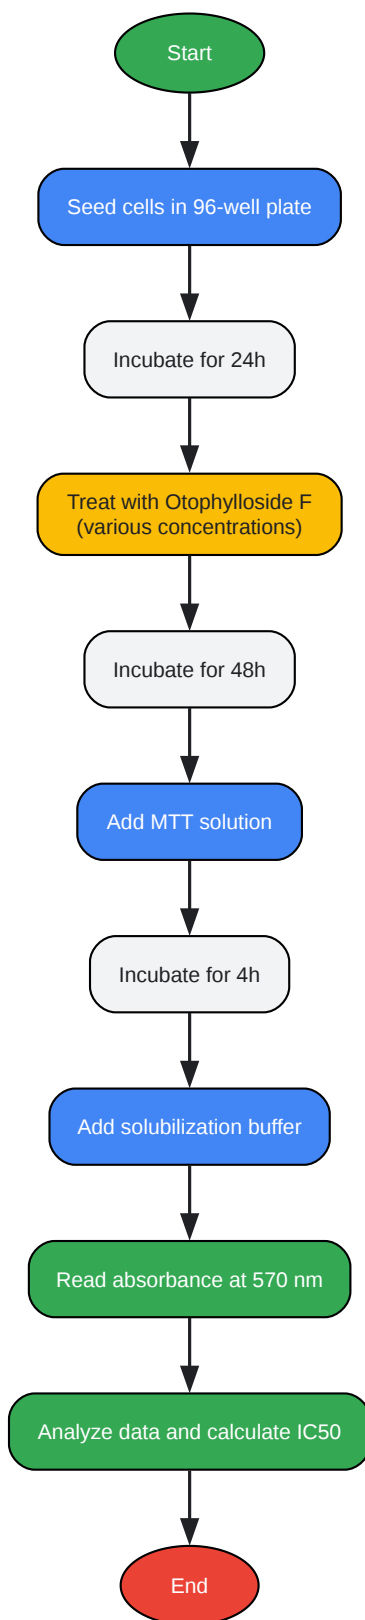 Start
Seed cells in 96-well plate
Incubate for 24h
Treat with Otophylloside F
(various concentrations)
Incubate for 48h
Add MTT solution
Incubate for 4h
Add solubilization buffer
Read absorbance at 570 nm
Analyze data and calculate IC50
End